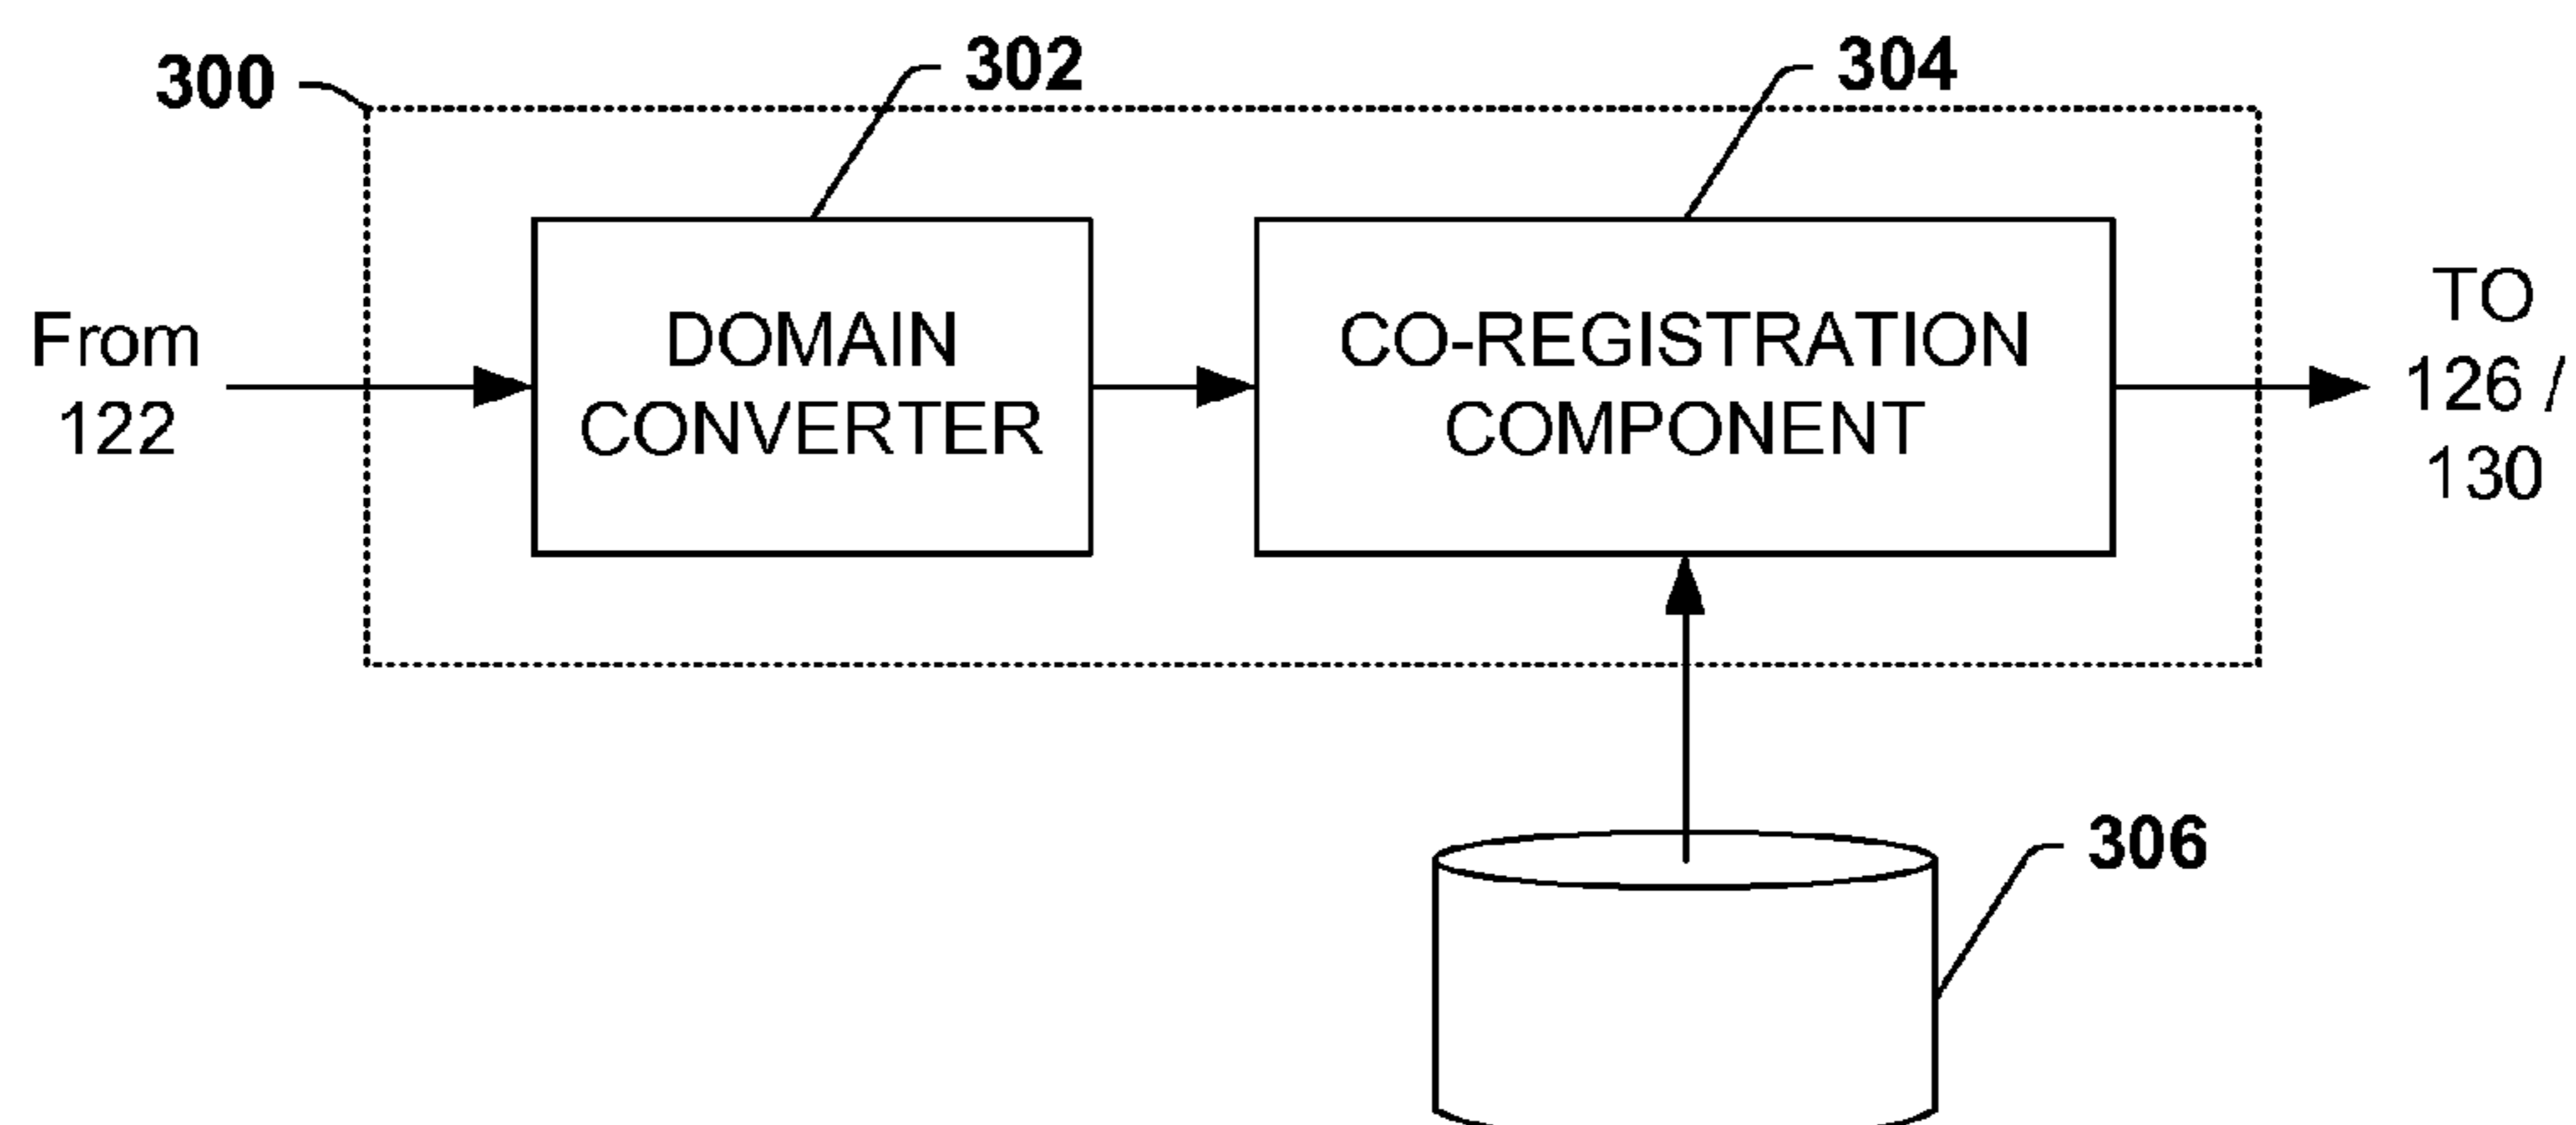 300
302
304
From
122
DOMAIN
CONVERTER
CO-REGISTRATION
COMPONENT
TO
126 /
130
306